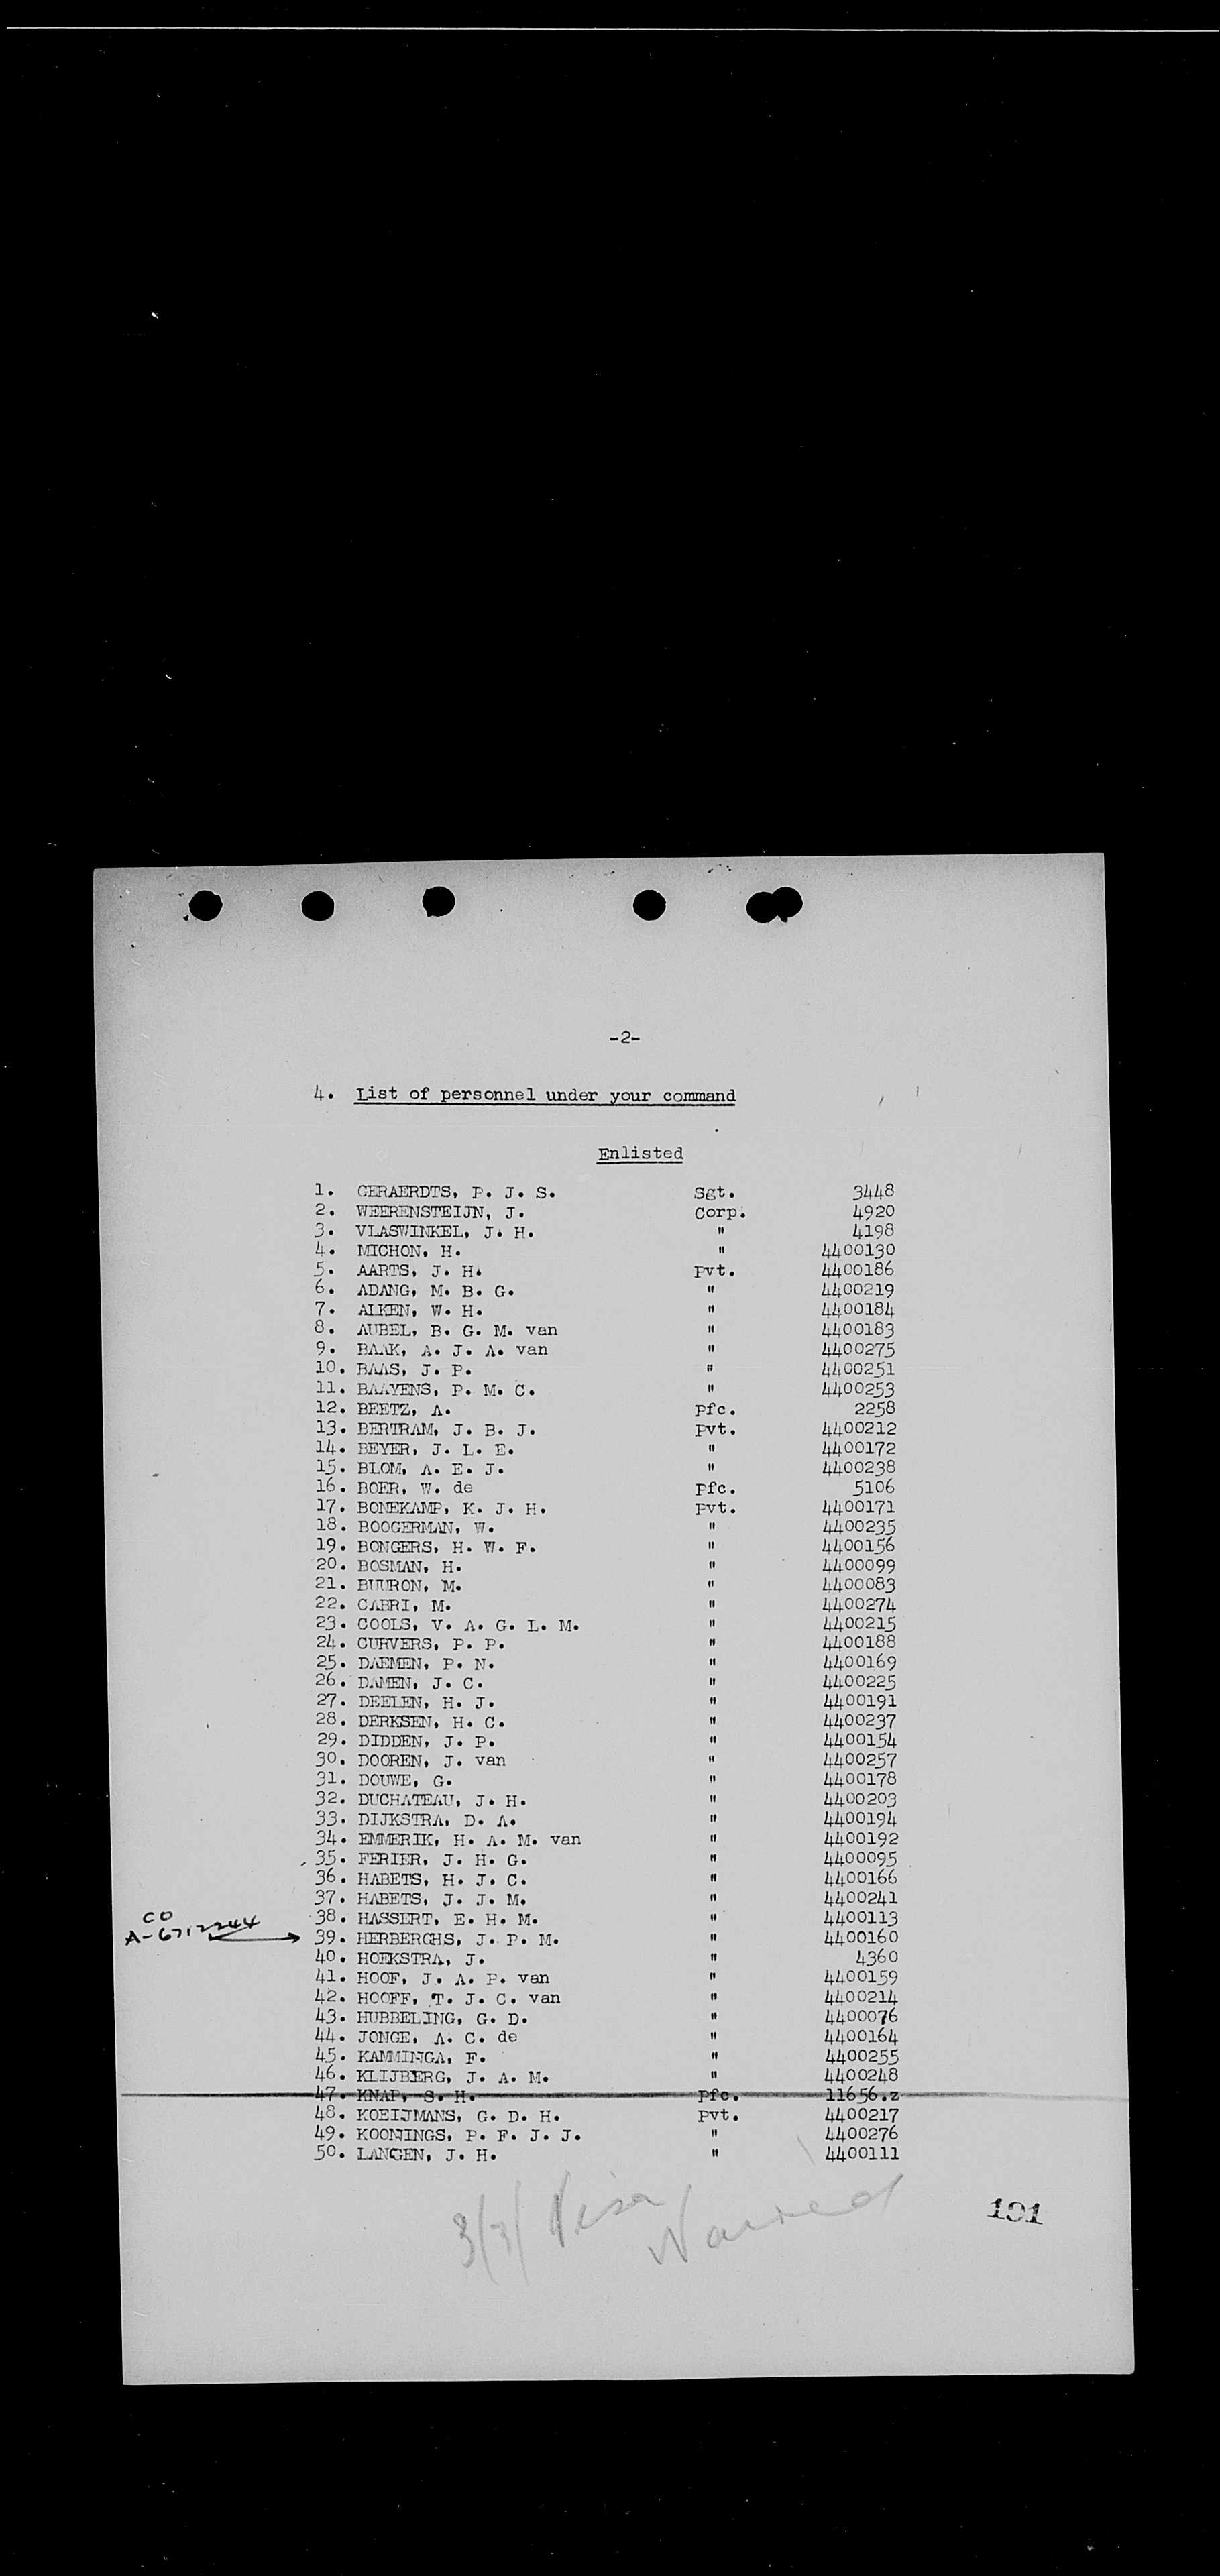 -2-
4. List of personnel under your command
Enlisted
1. GERAERDTS, P. J. S. Sgt. 3448
2. WEERENSTEIJN, J. Corp. 4920
3. VLASWINKEL, J. H. " 4198
4. MICHON, H. " 4400130
5. AARTS, J. H. Pvt. 4400186
6. ADANG, M. B. G. " 4400219
7. ALKEN, W. H. " 4400184
8. AUBEL, B. G. M. van " 4400183
9. BAAK, A. J. A. van " 4400275
10. BAAS, J. P. " 4400251
11. BAAYENS, P. M. C. " 4400253
12. BEETZ, A. Pfc. 2258
13. BERTRAM, J. B. J. Pvt. 4400212
14. BEYER, J. L. E. " 4400172
15. BLOM, A. E. J. " 4400238
16. BOER, W. de Pfc. 5106
17. BONEKAMP, K. J. H. Pvt. 4400171
18. BOOGERMAN, W. " 4400235
19. BONGERS, H. W. F. " 4400156
20. BOSMAN, H. " 4400099
21. BUURON, M. " 4400083
22. CABRI, M. " 4400274
23. COOLS, V. A. G. L. M. " 4400215
24. CURVERS, P. P. " 4400188
25. DAEMEN, P. N. " 4400169
26. DAMEN, J. C. " 4400225
27. DEELEN, H. J. " 4400191
28. DERKSEN, H. C. " 4400237
29. DIDDEN, J. P. " 4400154
30. DOOREN, J. van " 4400257
31. DOUWE, G. " 4400178
32. DUCHATEAU, J. H. " 4400203
33. DIJKSTRA, D. A. " 4400194
34. EMMERIK, H. A. M. van " 4400192
35. FERIER, J. H. G. " 4400095
36. HABETS, H. J. C. " 4400166
37. HABETS, J. J. M. " 4400241
38. HASSERT, E. H. M. " 4400113
CO
A-6712244
39. HERBERGHS, J. P. M. " 4400160
40. HOEKSTRA, J. " 4360
41. HOOF, J. A. P. van " 4400159
42. HOOFF, T. J. C. van " 4400214
43. HUBBELING, G. D. " 4400076
44. JONGE, A. C. de " 4400164
45. KAMMINGA, F. " 4400255
46. KLIJBERG, J. A. M. " 4400248
47. KNAP, S. H. Pfc. 11656.z
48. KOEIJMANS, G. D. H. Pvt. 4400217
49. KOONINGS, P. F. J. J. " 4400276
50. LANGEN, J. H. " 4400111
Visa
Waived
191